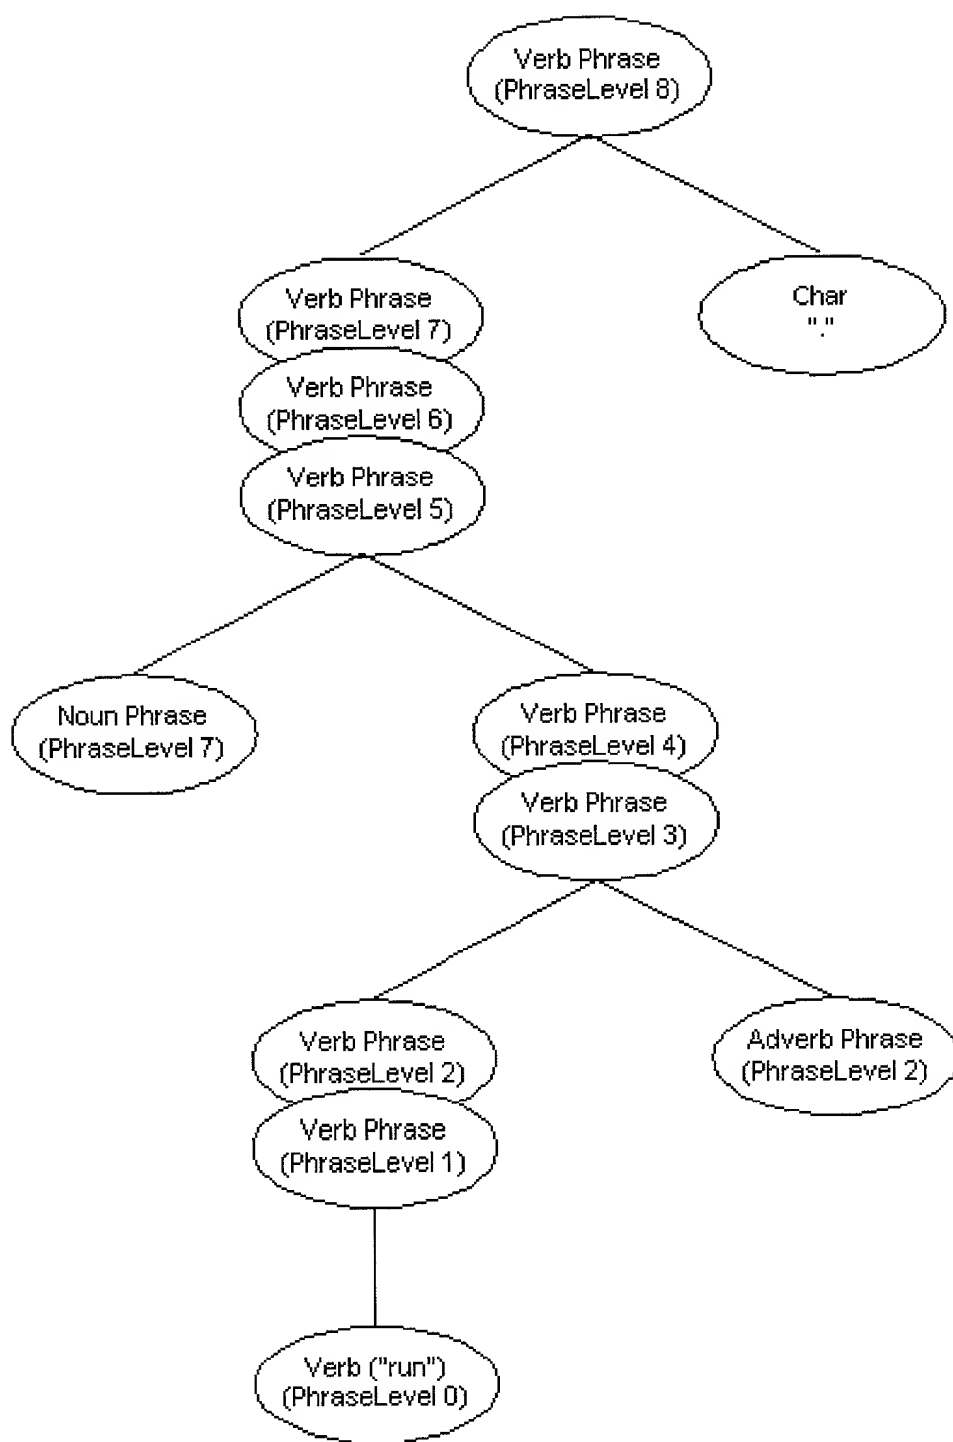 Verb Phrase
(PhraseLevel 8)
Verb Phrase
(PhraseLevel 7)
Char
"."
Verb Phrase
(PhraseLevel 6)
Verb Phrase
(PhraseLevel 5)
Noun Phrase
(PhraseLevel 7)
Verb Phrase
(PhraseLevel 4)
Verb Phrase
(PhraseLevel 3)
Verb Phrase
(PhraseLevel 2)
Adverb Phrase
(PhraseLevel 2)
Verb Phrase
(PhraseLevel 1)
Verb ("run")
(PhraseLevel 0)